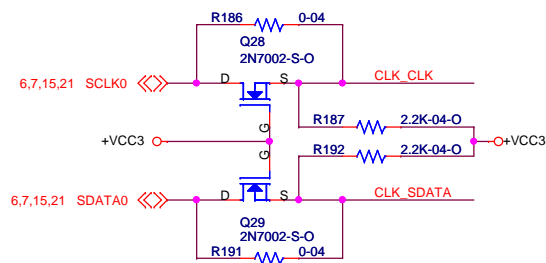 R186 0-04
Q28
2N7002-S-O
6,7,15,21 SCLK0 D S CLK_CLK
G
R187 2.2K-04-O
+VCC3 +VCC3
G
R192 2.2K-04-O
6,7,15,21 SDATA0 D S CLK_SDATA
Q29
2N7002-S-O
R191 0-04